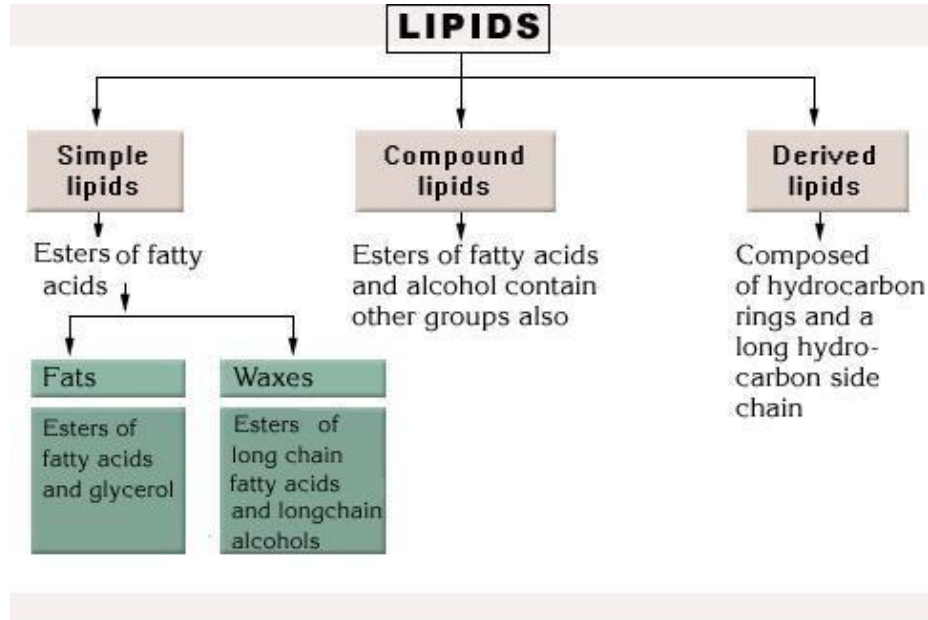 LIPIDS
Simple
lipids
Compound
lipids
Derived
lipids
Esters of fatty
acids
Esters of fatty acids
and alcohol contain
other groups also
Composed
of hydrocarbon
rings and a
long hydro-
carbon side
chain
Fats
Esters of
fatty acids
and glycerol
Waxes
Esters of
long chain
fatty acids
and longchain
alcohols